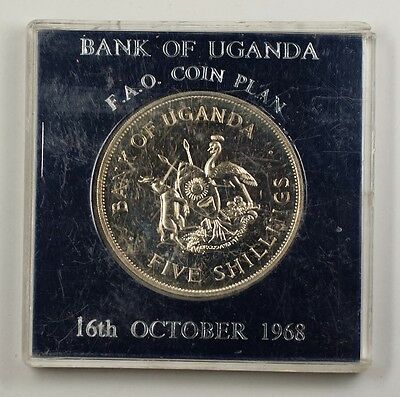 BANK OF UGANDA
F.A.O. COIN PLAN
BANK OF UGANDA
FIVE SHILLINGS
16th OCTOBER 1968